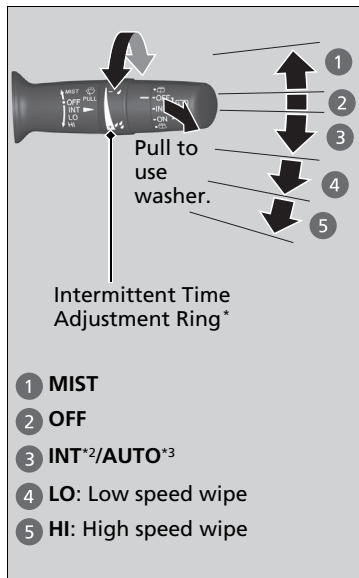 MIST
OFF
INT
LO
HI
PULL
OFF
ON
1
2
3
4
5
Pull to
use
washer.
Intermittent Time
Adjustment Ring*
1 MIST
2 OFF
3 INT*2/AUTO*3
4 LO: Low speed wipe
5 HI: High speed wipe